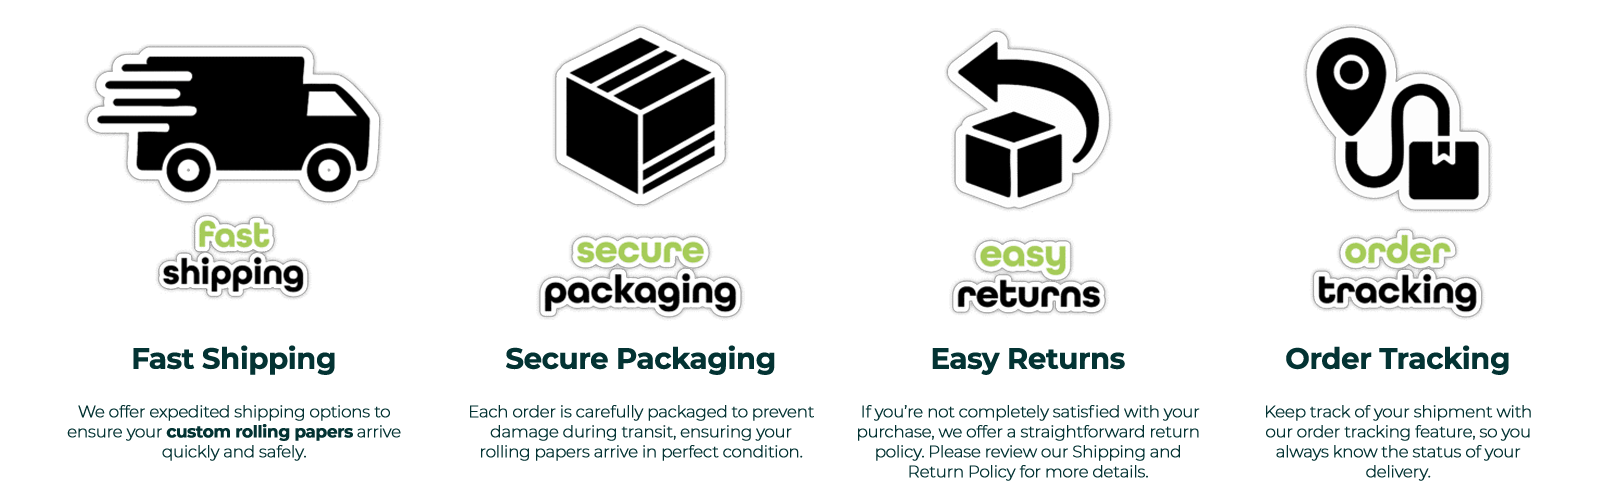 fast
shipping
secure
packaging
easy
returns
order
tracking
Fast Shipping
We offer expedited shipping options to
ensure your custom rolling papers arrive
quickly and safely.
Secure Packaging
Each order is carefully packaged to prevent
damage during transit, ensuring your
rolling papers arrive in perfect condition.
Easy Returns
If you’re not completely satisfied with your
purchase, we offer a straightforward return
policy. Please review our Shipping and
Return Policy for more details.
Order Tracking
Keep track of your shipment with
our order tracking feature, so you
always know the status of your
delivery.